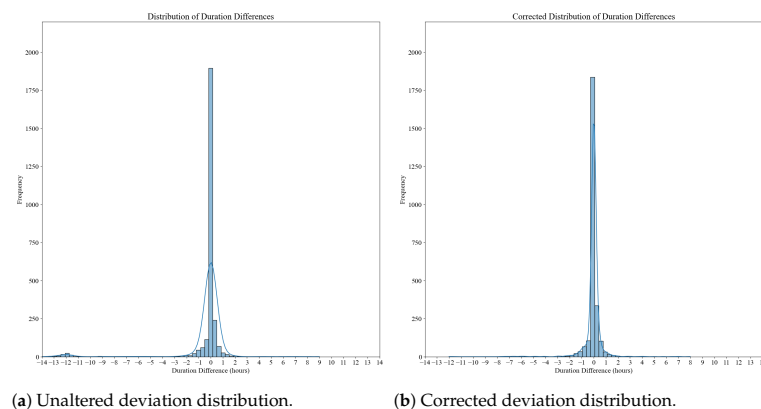 Distribution of Duration Differences
2000
1750
1500
1250
1000
750
500
250
0
Frequency
−14 −13 −12 −11 −10 −9 −8 −7 −6 −5 −4 −3 −2 −1 0 1 2 3 4 5 6 7 8 9 10 11 12 13 14
Duration Difference (hours)
(a) Unaltered deviation distribution.
Corrected Distribution of Duration Differences
2000
1750
1500
1250
1000
750
500
250
0
Frequency
−14 −13 −12 −11 −10 −9 −8 −7 −6 −5 −4 −3 −2 −1 0 1 2 3 4 5 6 7 8 9 10 11 12 13
Duration Difference (hours)
(b) Corrected deviation distribution.